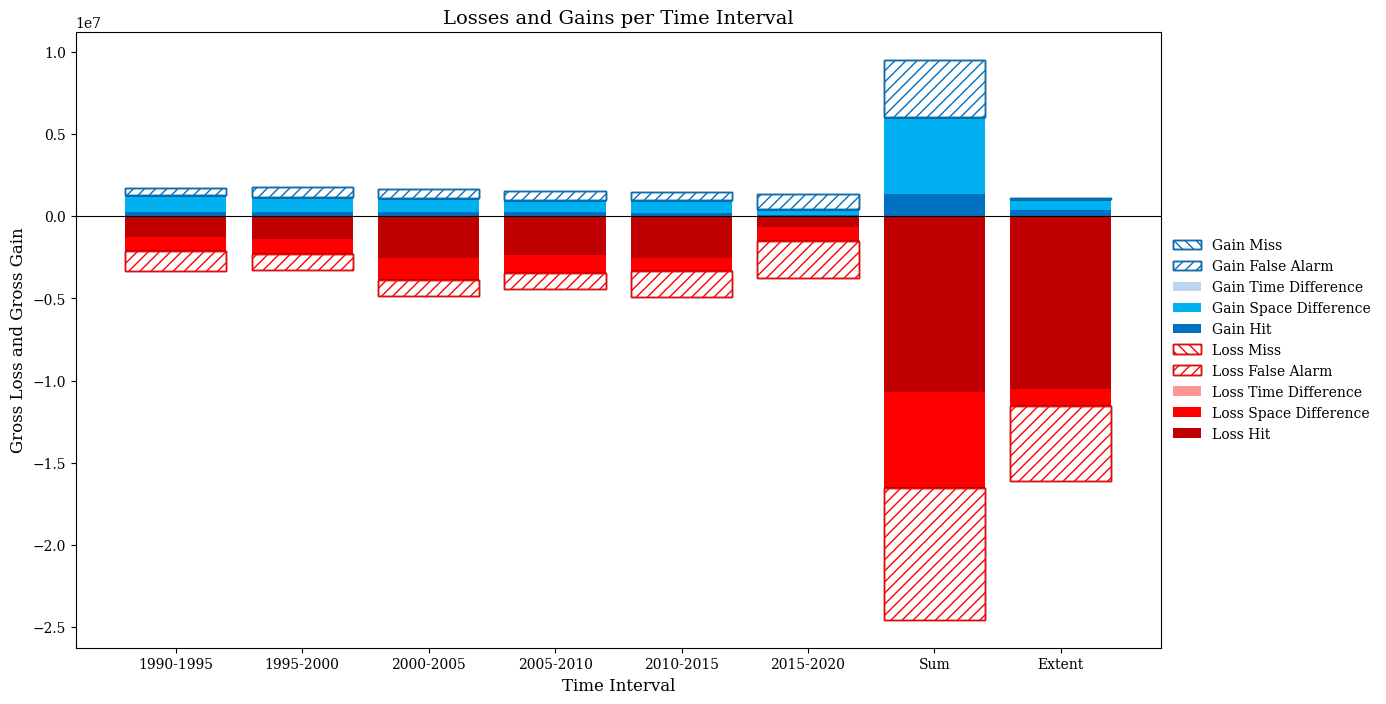 Losses and Gains per Time Interval
1e7
1.0
0.5
0.0
−0.5
−1.0
−1.5
−2.0
−2.5
Gross Loss and Gross Gain
1990-1995
1995-2000
2000-2005
2005-2010
2010-2015
2015-2020
Sum
Extent
Time Interval
Gain Miss
Gain False Alarm
Gain Time Difference
Gain Space Difference
Gain Hit
Loss Miss
Loss False Alarm
Loss Time Difference
Loss Space Difference
Loss Hit